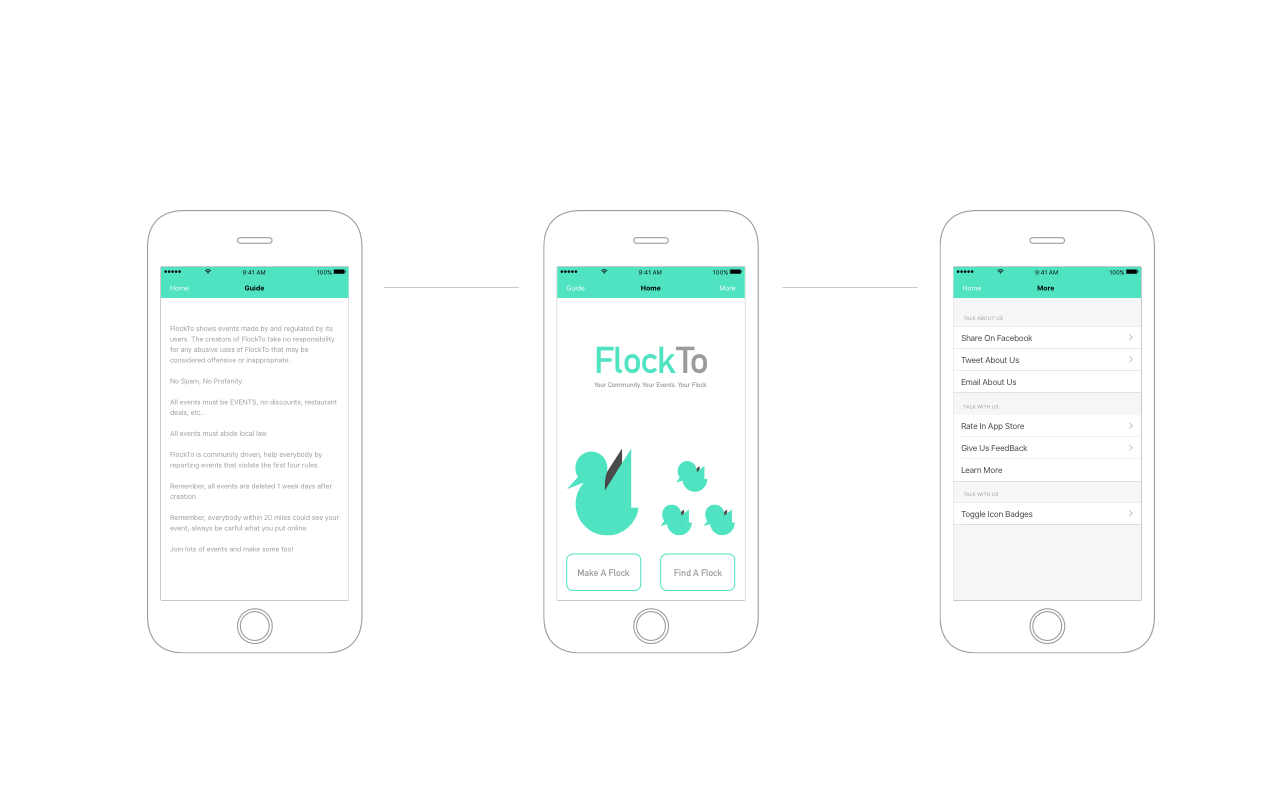 9:41 AM 100%
Home Guide
FlockTo shows events made by and regulated by its
users. The creators of FlockTo take no responsibility
for any abusive uses of FlockTo that may be
considered offensive or inappropriate.
No Spam, No Profanity.
All events must be EVENTS, no discounts, restaurant
deals, etc...
All events must abide local law.
FlockTo is community driven, help everybody by
reporting events that violate the first four rules.
Remember, all events are deleted 1 week days after
creation.
Remember, everybody within 20 miles could see your
event, always be carful what you put online.
Join lots of events and make some too!
9:41 AM 100%
Guide Home More
FlockTo
Your Community. Your Events. Your Flock
Make A Flock Find A Flock
9:41 AM 100%
Home More
TALK ABOUT US
Share On Facebook
Tweet About Us
Email About Us
TALK WITH US
Rate In App Store
Give Us FeedBack
Learn More
TALK WITH US
Toggle Icon Badges